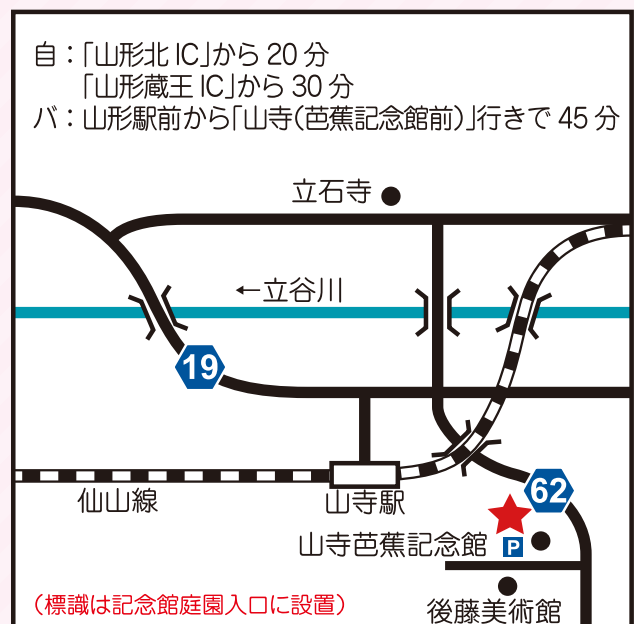 自：「山形北 IC」から 20 分
「山形蔵王 IC」から 30 分
バ：山形駅前から「山寺（芭蕉記念館前）」行きで 45 分
立石寺
←立谷川
19
62
仙山線
山寺駅
山寺芭蕉記念館
P
（標識は記念館庭園入口に設置）
後藤美術館